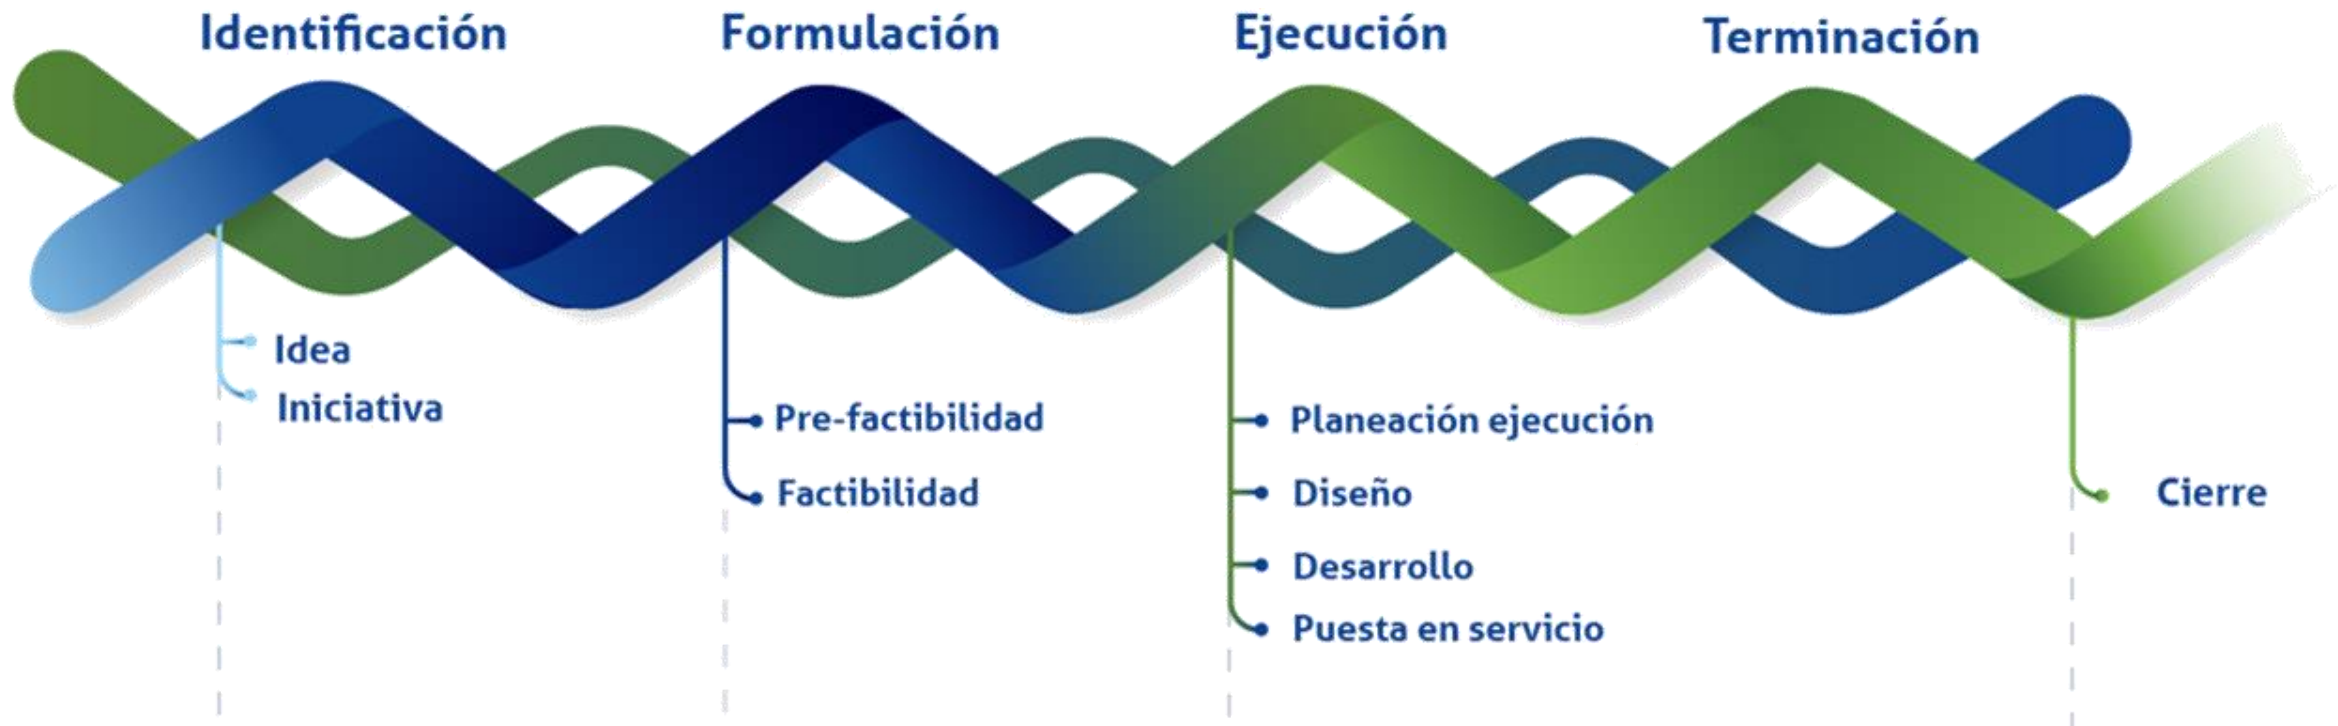 Identificación
Formulación
Ejecución
Terminación
Idea
Iniciativa
Pre-factibilidad
Factibilidad
Planeación ejecución
Diseño
Desarrollo
Puesta en servicio
Cierre